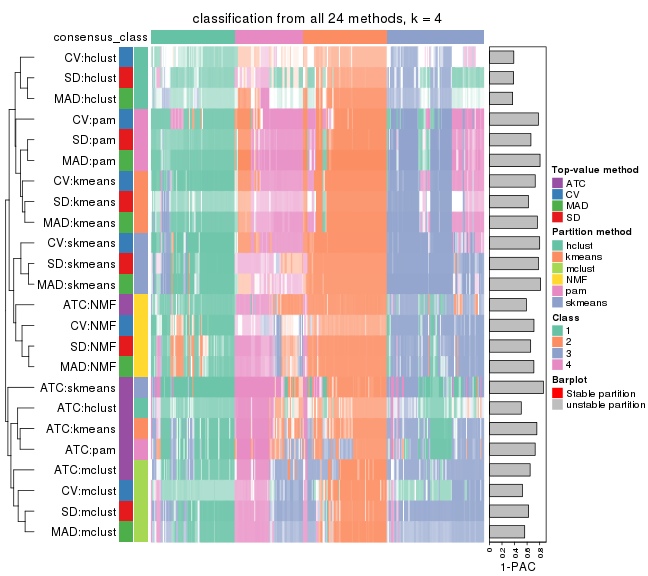 classification from all 24 methods, k = 4
consensus_class
CV:hclust
SD:hclust
MAD:hclust
CV:pam
SD:pam
MAD:pam
CV:kmeans
SD:kmeans
MAD:kmeans
CV:skmeans
SD:skmeans
MAD:skmeans
ATC:NMF
CV:NMF
SD:NMF
MAD:NMF
ATC:skmeans
ATC:hclust
ATC:kmeans
ATC:pam
ATC:mclust
CV:mclust
SD:mclust
MAD:mclust
0 0.2 0.4 0.6 0.8
1-PAC
Top-value method
ATC
CV
MAD
SD
Partition method
hclust
kmeans
mclust
NMF
pam
skmeans
Class
1
2
3
4
Barplot
Stable partition
unstable partition